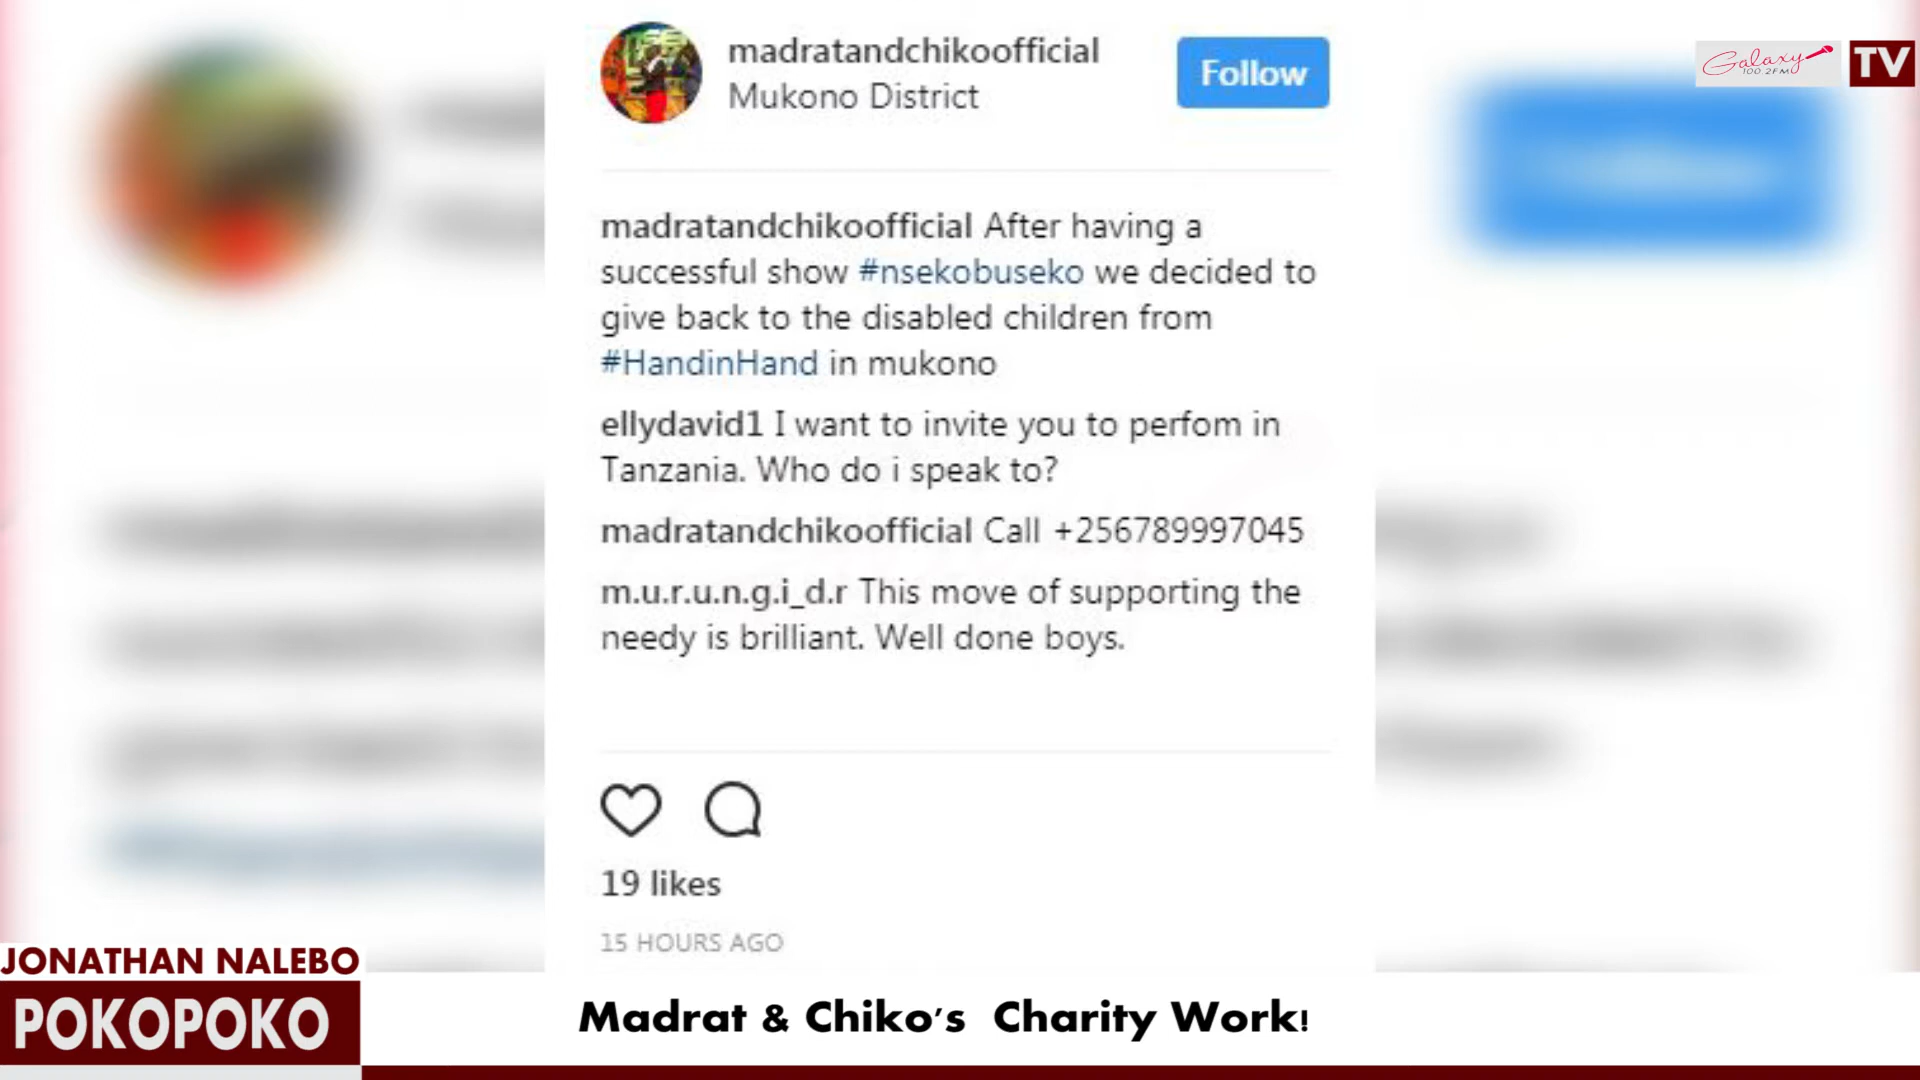 madratandchikoofficial
Mukono District
Follow
Galaxy
100.2FM
TV
madratandchikoofficial After having a
successful show #nsekobuseko we decided to
give back to the disabled children from
#HandinHand in mukono
ellydavid1 I want to invite you to perfom in
Tanzania. Who do i speak to?
madratandchikoofficial Call +256789997045
m.u.r.u.n.g.i_d.r This move of supporting the
needy is brilliant. Well done boys.
19 likes
15 HOURS AGO
JONATHAN NALEBO
POKOPOKO
Madrat & Chiko's Charity Work!